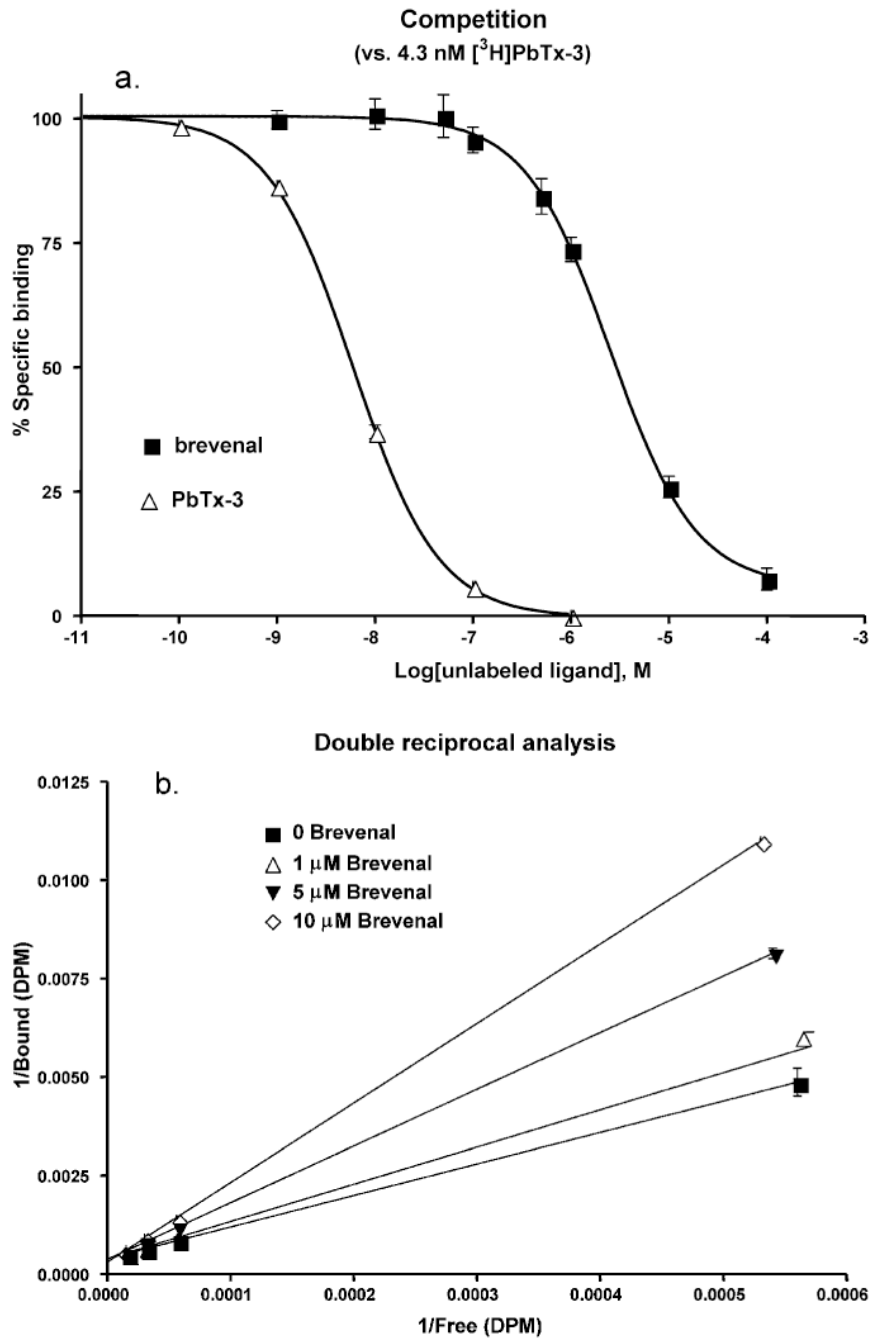 Competition
(vs. 4.3 nM [³H]PbTx-3)
a.
100
75
50
25
0
% Specific binding
brevenal
PbTx-3
-11 -10 -9 -8 -7 -6 -5 -4 -3
Log[unlabeled ligand], M
Double reciprocal analysis
b.
0.0125
0.0100
0.0075
0.0050
0.0025
0.0000
1/Bound (DPM)
0 Brevenal
1 μM Brevenal
5 μM Brevenal
10 μM Brevenal
0.0000 0.0001 0.0002 0.0003 0.0004 0.0005 0.0006
1/Free (DPM)